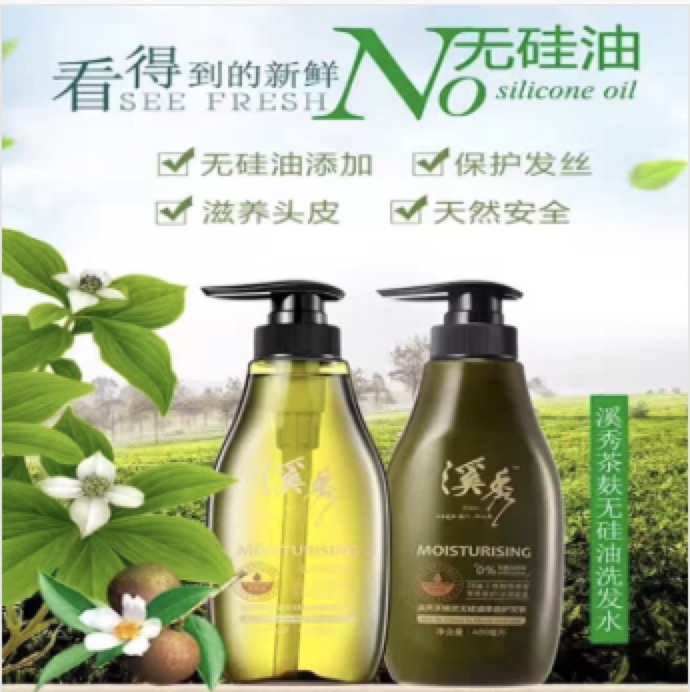 看得到的新鲜
SEE FRESH
No 无硅油
silicone oil
无硅油添加
保护发丝
滋养头皮
天然安全
溪秀
MOISTURISING
溪秀
MOISTURISING
0%
净含量:400毫升
溪秀茶麸无硅油洗发水